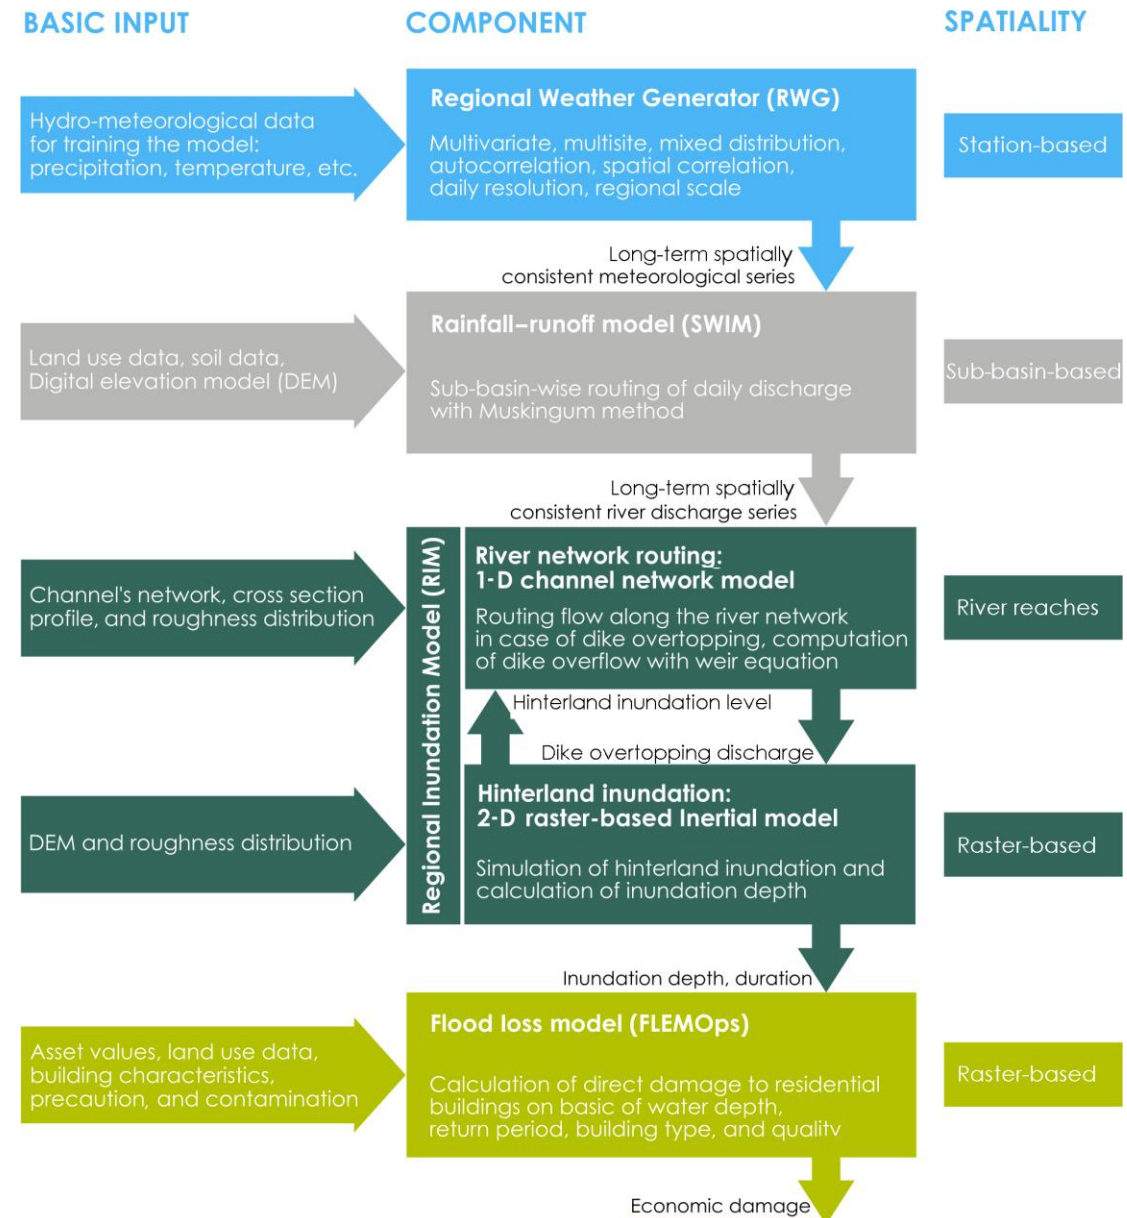 BASIC INPUT
COMPONENT
SPATIALITY
Hydro-meteorological data
for training the model:
precipitation, temperature, etc.
Regional Weather Generator (RWG)
Multivariate, multisite, mixed distribution,
autocorrelation, spatial correlation,
daily resolution, regional scale
Station-based
Long-term spatially
consistent meteorological series
Land use data, soil data,
Digital elevation model (DEM)
Rainfall–runoff model (SWIM)
Sub-basin-wise routing of daily discharge
with Muskingum method
Sub-basin-based
Long-term spatially
consistent river discharge series
Regional Inundation Model (RIM)
Channel's network, cross section
profile, and roughness distribution
River network routing:
1-D channel network model
Routing flow along the river network
in case of dike overtopping, computation
of dike overflow with weir equation
River reaches
Hinterland inundation level
Dike overtopping discharge
DEM and roughness distribution
Hinterland inundation:
2-D raster-based Inertial model
Simulation of hinterland inundation and
calculation of inundation depth
Raster-based
Inundation depth, duration
Asset values, land use data,
building characteristics,
precaution, and contamination
Flood loss model (FLEMOps)
Calculation of direct damage to residential
buildings on basic of water depth,
return period, building type, and quality
Raster-based
Economic damage